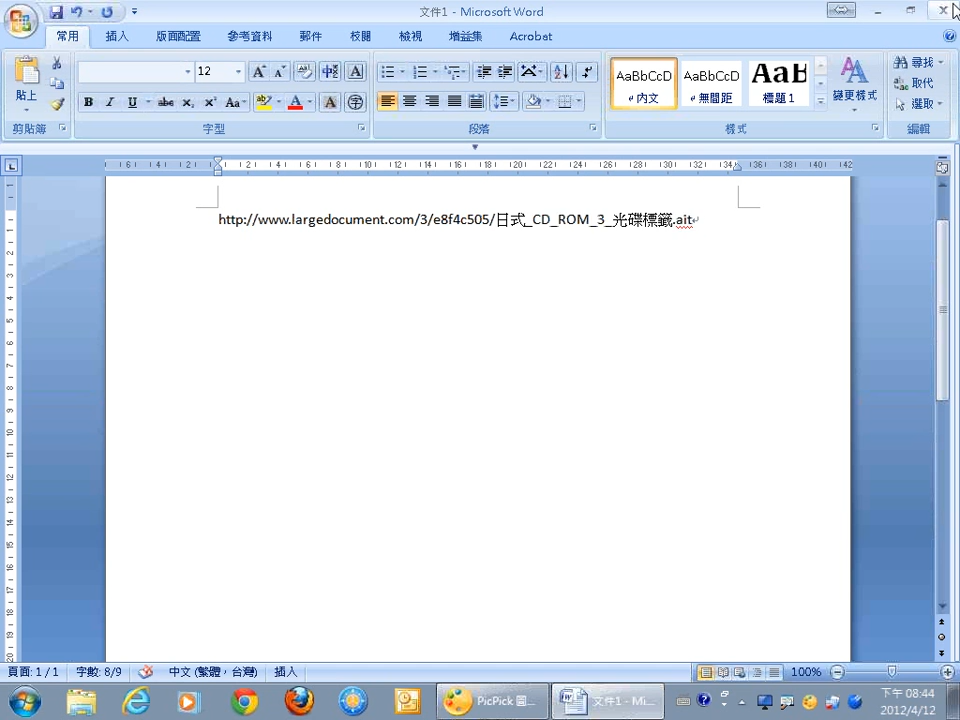 文件1 - Microsoft Word
常用 插入 版面配置 參考資料 郵件 校閱 檢視 增益集 Acrobat
貼上
剪貼簿
12
B I U abc X₂ X² Aa
字型
段落
AaBbCcD AaBbCcD AaB
內文 無間距 標題 1
變更樣式
樣式
尋找
取代
選取
編輯
http://www.largedocument.com/3/e8f4c505/日式_CD_ROM_3_光碟標籤.ait
頁面: 1 / 1 字數: 8/9 中文 (繁體，台灣) 插入 100%
PicPick 圖... 文件1 - Mi...
下午 08:44
2012/4/12